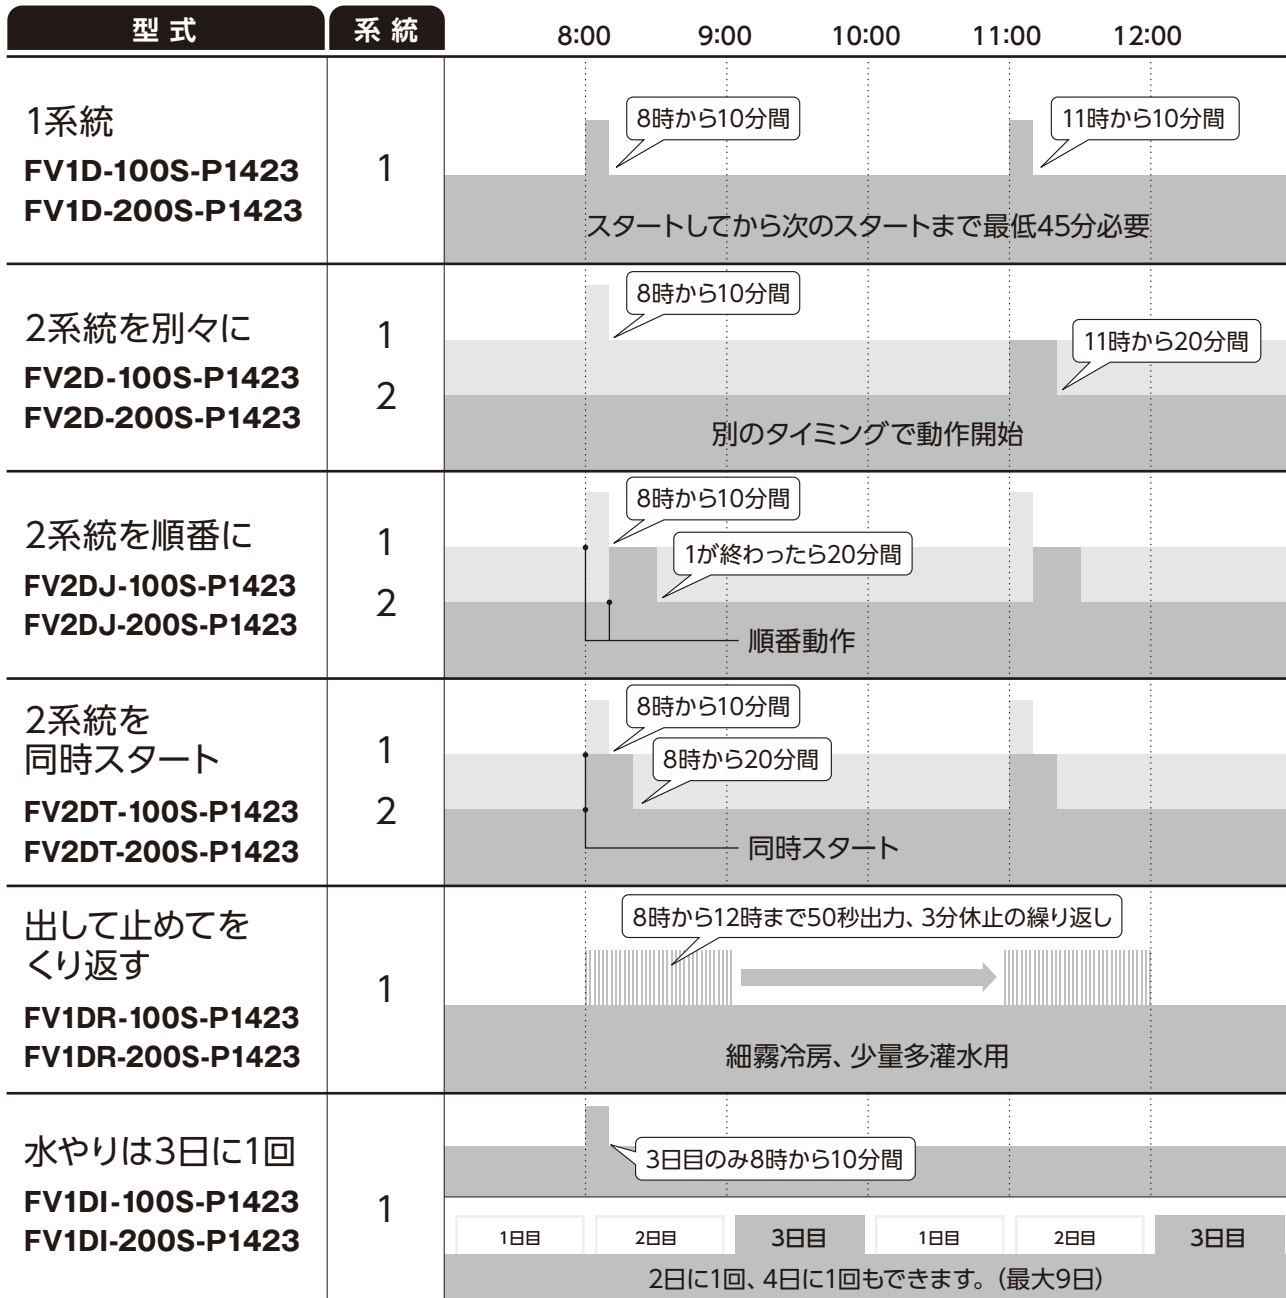 型式 系統 8:00 9:00 10:00 11:00 12:00
1系統
FV1D-100S-P1423
FV1D-200S-P1423
1
8時から10分間
11時から10分間
スタートしてから次のスタートまで最低45分必要
2系統を別々に
FV2D-100S-P1423
FV2D-200S-P1423
1
2
8時から10分間
11時から20分間
別のタイミングで動作開始
2系統を順番に
FV2DJ-100S-P1423
FV2DJ-200S-P1423
1
2
8時から10分間
1が終わったら20分間
順番動作
2系統を
同時スタート
FV2DT-100S-P1423
FV2DT-200S-P1423
1
2
8時から10分間
8時から20分間
同時スタート
出して止めてを
くり返す
FV1DR-100S-P1423
FV1DR-200S-P1423
1
8時から12時まで50秒出力、3分休止の繰り返し
細霧冷房、少量多灌水用
水やりは3日に1回
FV1DI-100S-P1423
FV1DI-200S-P1423
1
3日目のみ8時から10分間
1日目 2日目 3日目 1日目 2日目 3日目
2日に1回、4日に1回もできます。(最大9日)